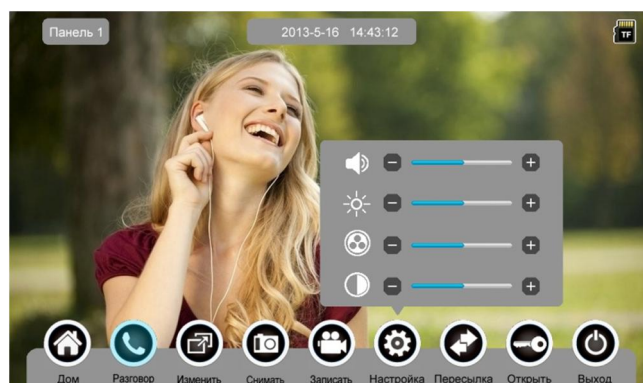 Панель 1
2013-5-16 14:43:12
TF
Дом Разговор Изменить Снимать Записать Настройка Пересылка Открыть Выход